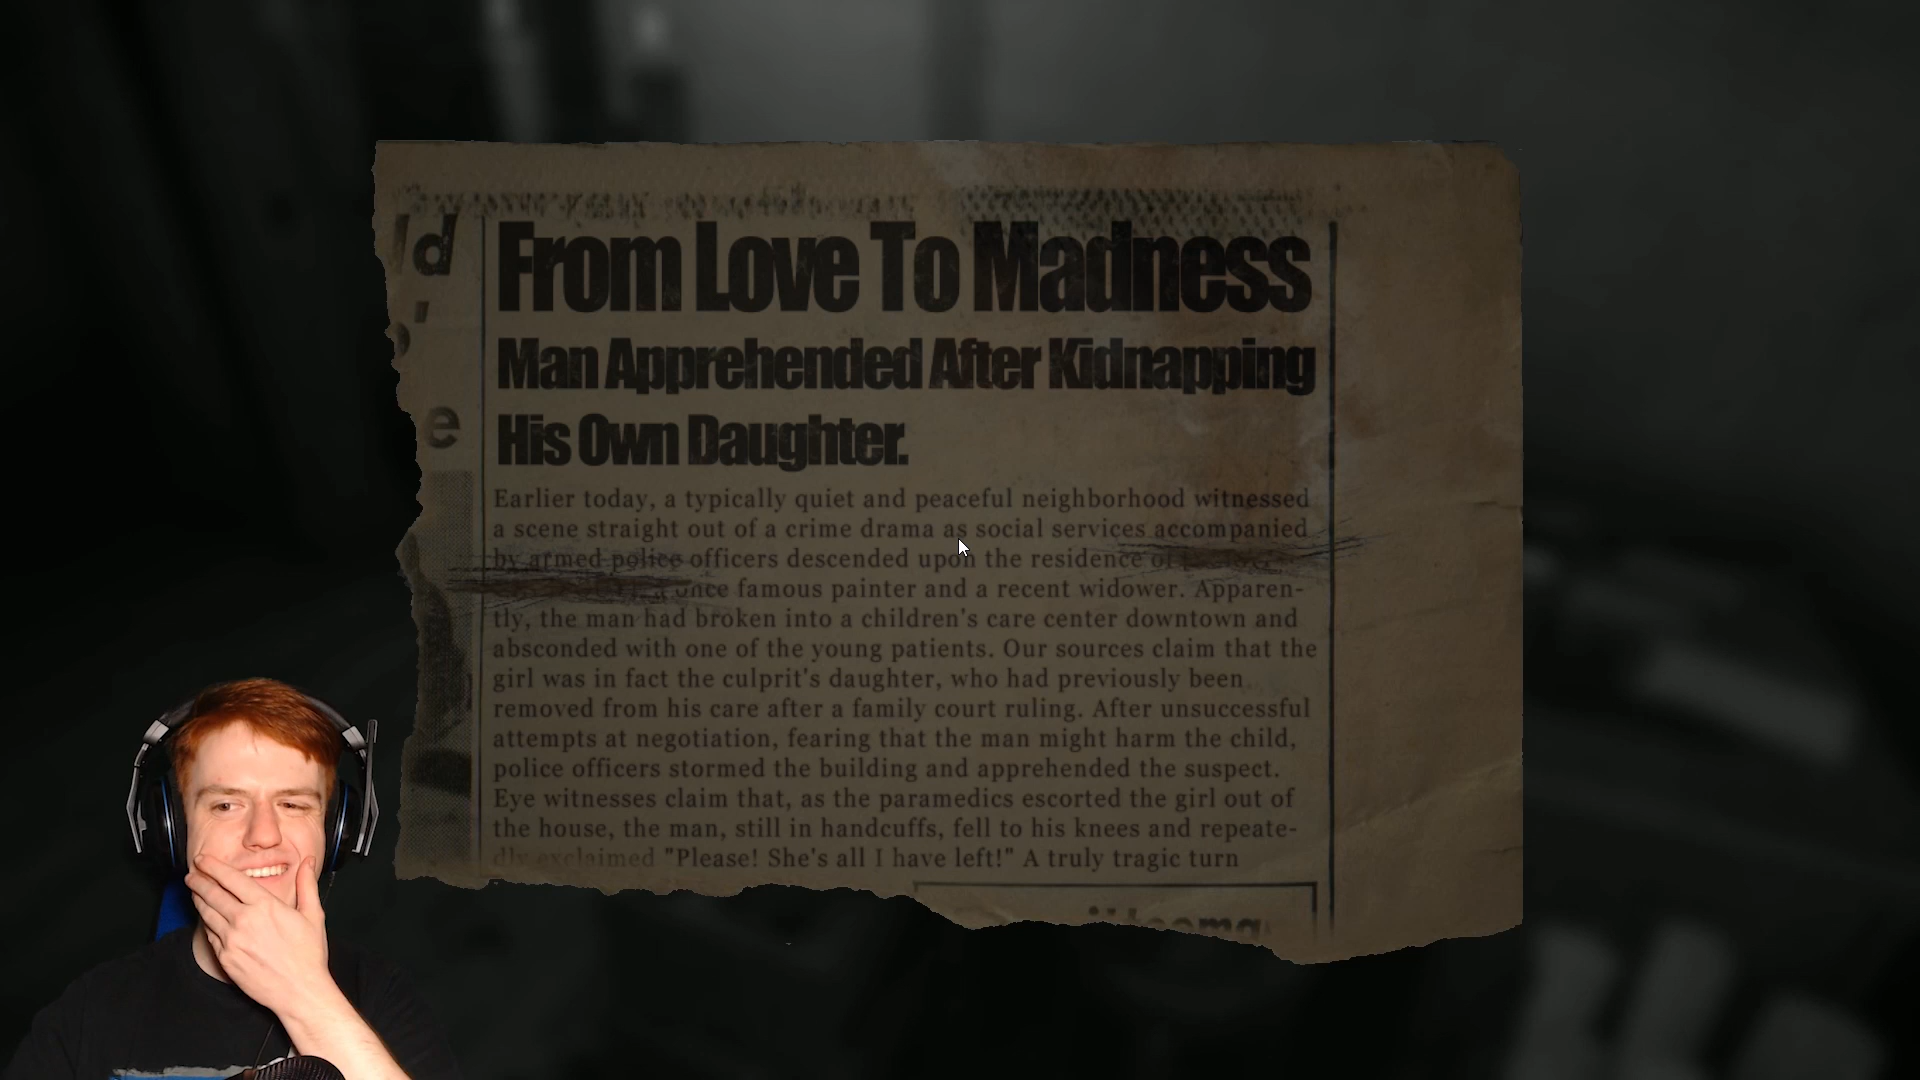 d
e
From Love To Madness
Man Apprehended After Kidnapping
His Own Daughter.
Earlier today, a typically quiet and peaceful neighborhood witnessed
a scene straight out of a crime drama as social services accompanied
by armed police officers descended upon the residence of
a once famous painter and a recent widower. Apparen-
tly, the man had broken into a children's care center downtown and
absconded with one of the young patients. Our sources claim that the
girl was in fact the culprit's daughter, who had previously been
removed from his care after a family court ruling. After unsuccessful
attempts at negotiation, fearing that the man might harm the child,
police officers stormed the building and apprehended the suspect.
Eye witnesses claim that, as the paramedics escorted the girl out of
the house, the man, still in handcuffs, fell to his knees and repeate-
dly exclaimed "Please! She's all I have left!" A truly tragic turn